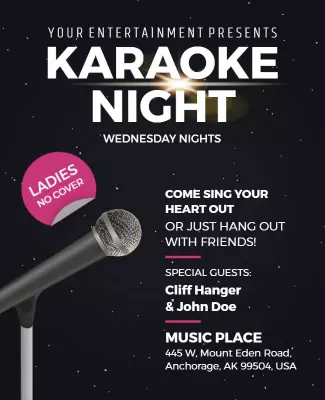 YOUR ENTERTAINMENT PRESENTS
KARAOKE
NIGHT
WEDNESDAY NIGHTS
LADIES
NO COVER
COME SING YOUR
HEART OUT
OR JUST HANG OUT
WITH FRIENDS!
SPECIAL GUESTS:
Cliff Hanger
& John Doe
MUSIC PLACE
445 W, Mount Eden Road,
Anchorage, AK 99504, USA